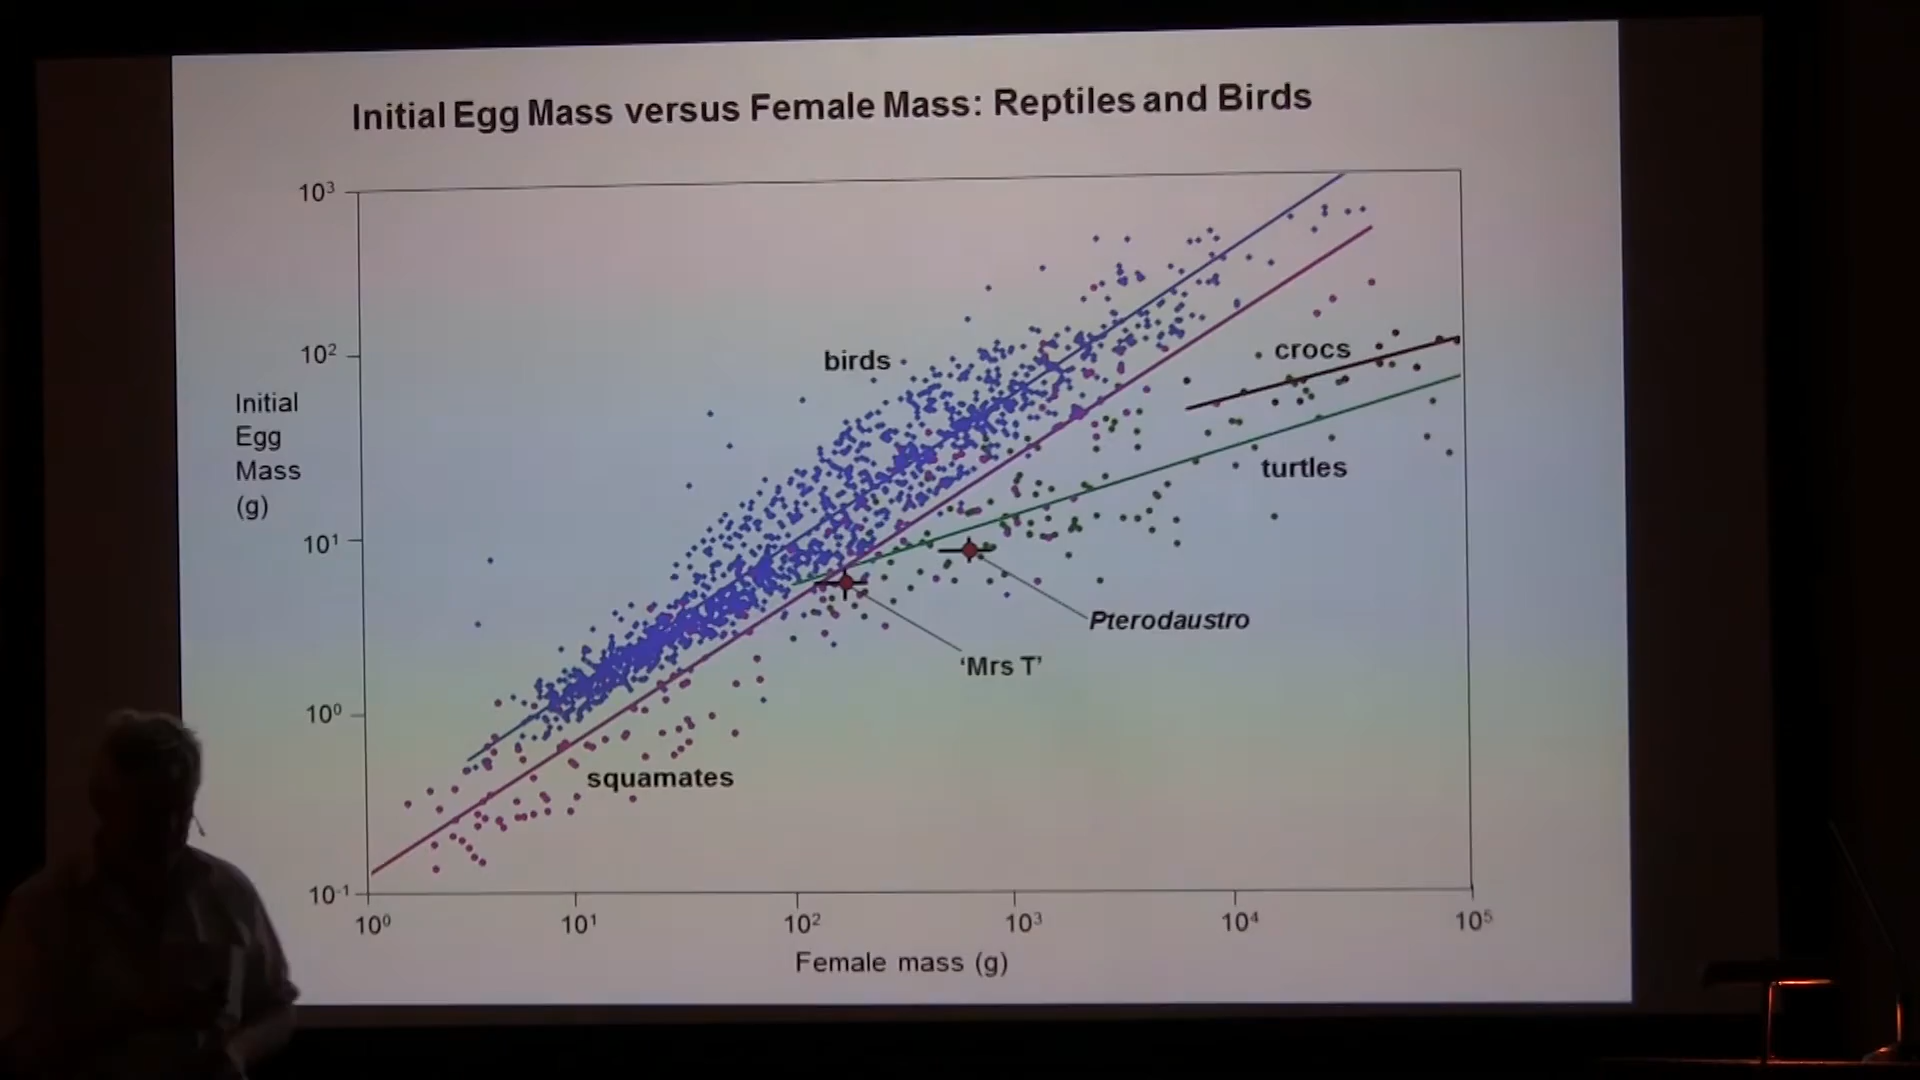 Initial Egg Mass versus Female Mass: Reptiles and Birds
10³
10²
birds
crocs
Initial
Egg
Mass
(g)
turtles
10¹
Pterodaustro
'Mrs T'
10⁰
squamates
10⁻¹
10⁰ 10¹ 10² 10³ 10⁴ 10⁵
Female mass (g)